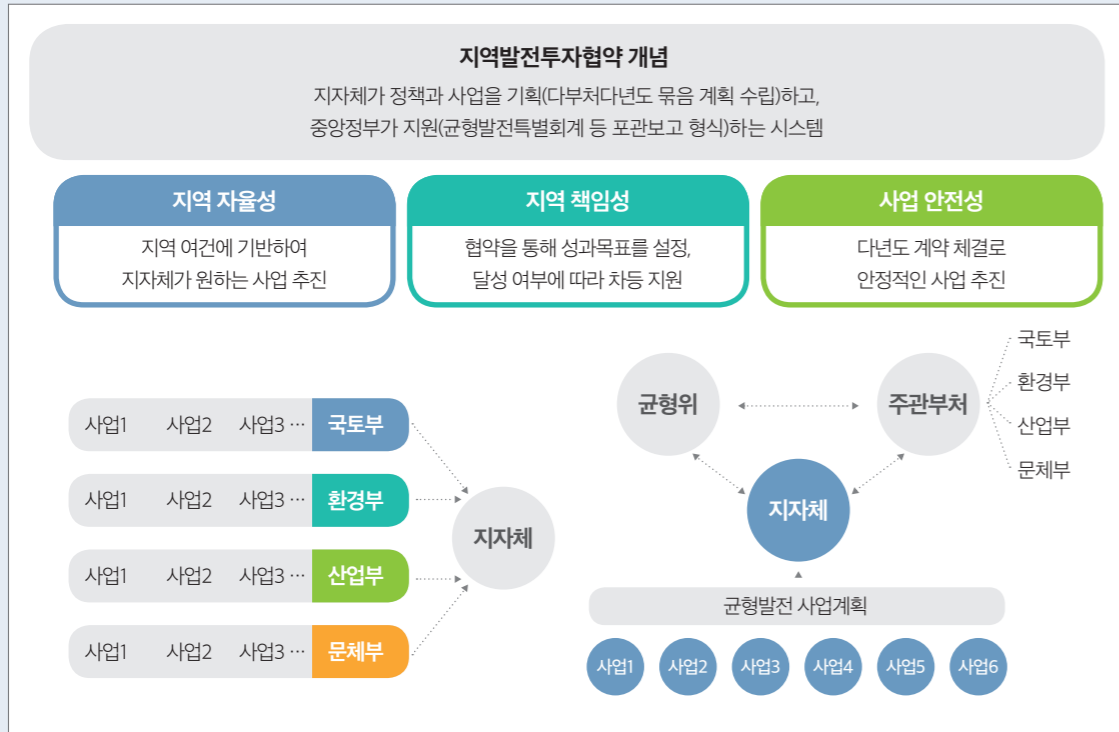 지역발전투자협약 개념
지자체가 정책과 사업을 기획(다부처다년도 묶음 계획 수립)하고,
중앙정부가 지원(균형발전특별회계 등 포관보고 형식)하는 시스템
지역 자율성
지역 여건에 기반하여
지자체가 원하는 사업 추진
지역 책임성
협약을 통해 성과목표를 설정,
달성 여부에 따라 차등 지원
사업 안전성
다년도 계약 체결로
안정적인 사업 추진
사업1 사업2 사업3 ··· 국토부
사업1 사업2 사업3 ··· 환경부
사업1 사업2 사업3 ··· 산업부
사업1 사업2 사업3 ··· 문체부
지자체
균형위
주관부처
국토부
환경부
산업부
문체부
지자체
균형발전 사업계획
사업1 사업2 사업3 사업4 사업5 사업6